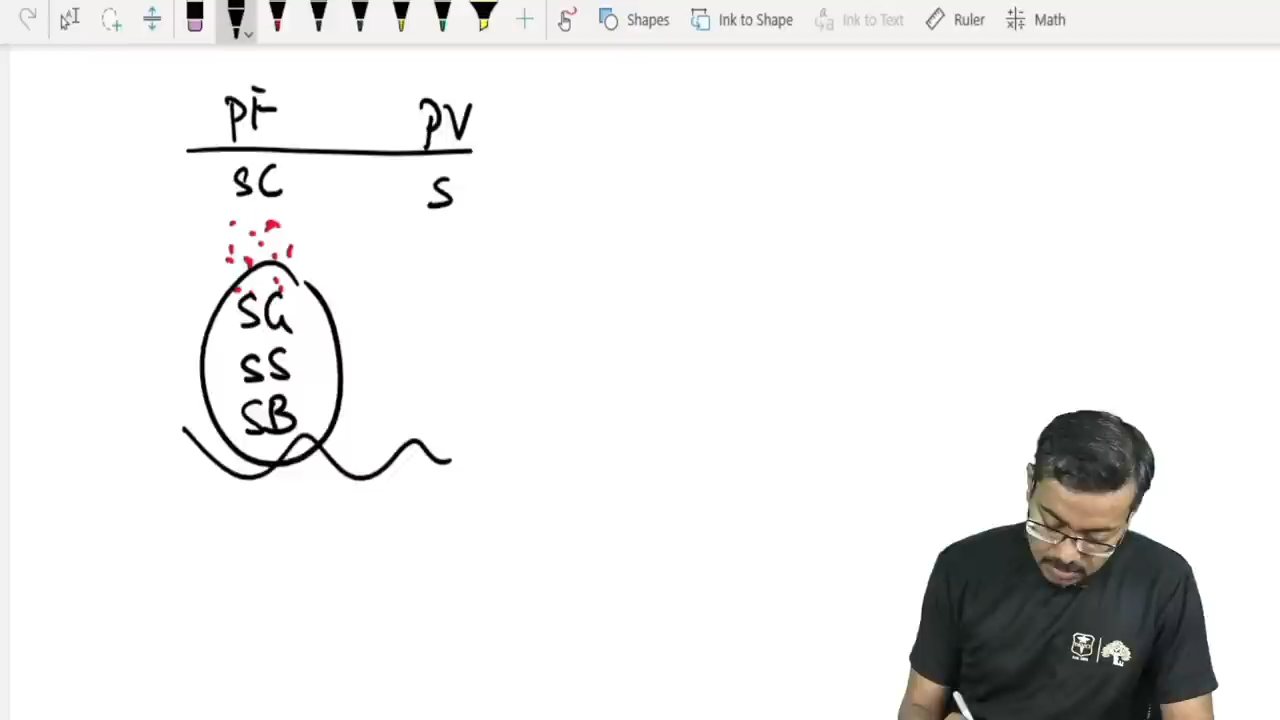 Shapes Ink to Shape Ink to Text Ruler Math
PF PV
SC S
SG
SS
SB